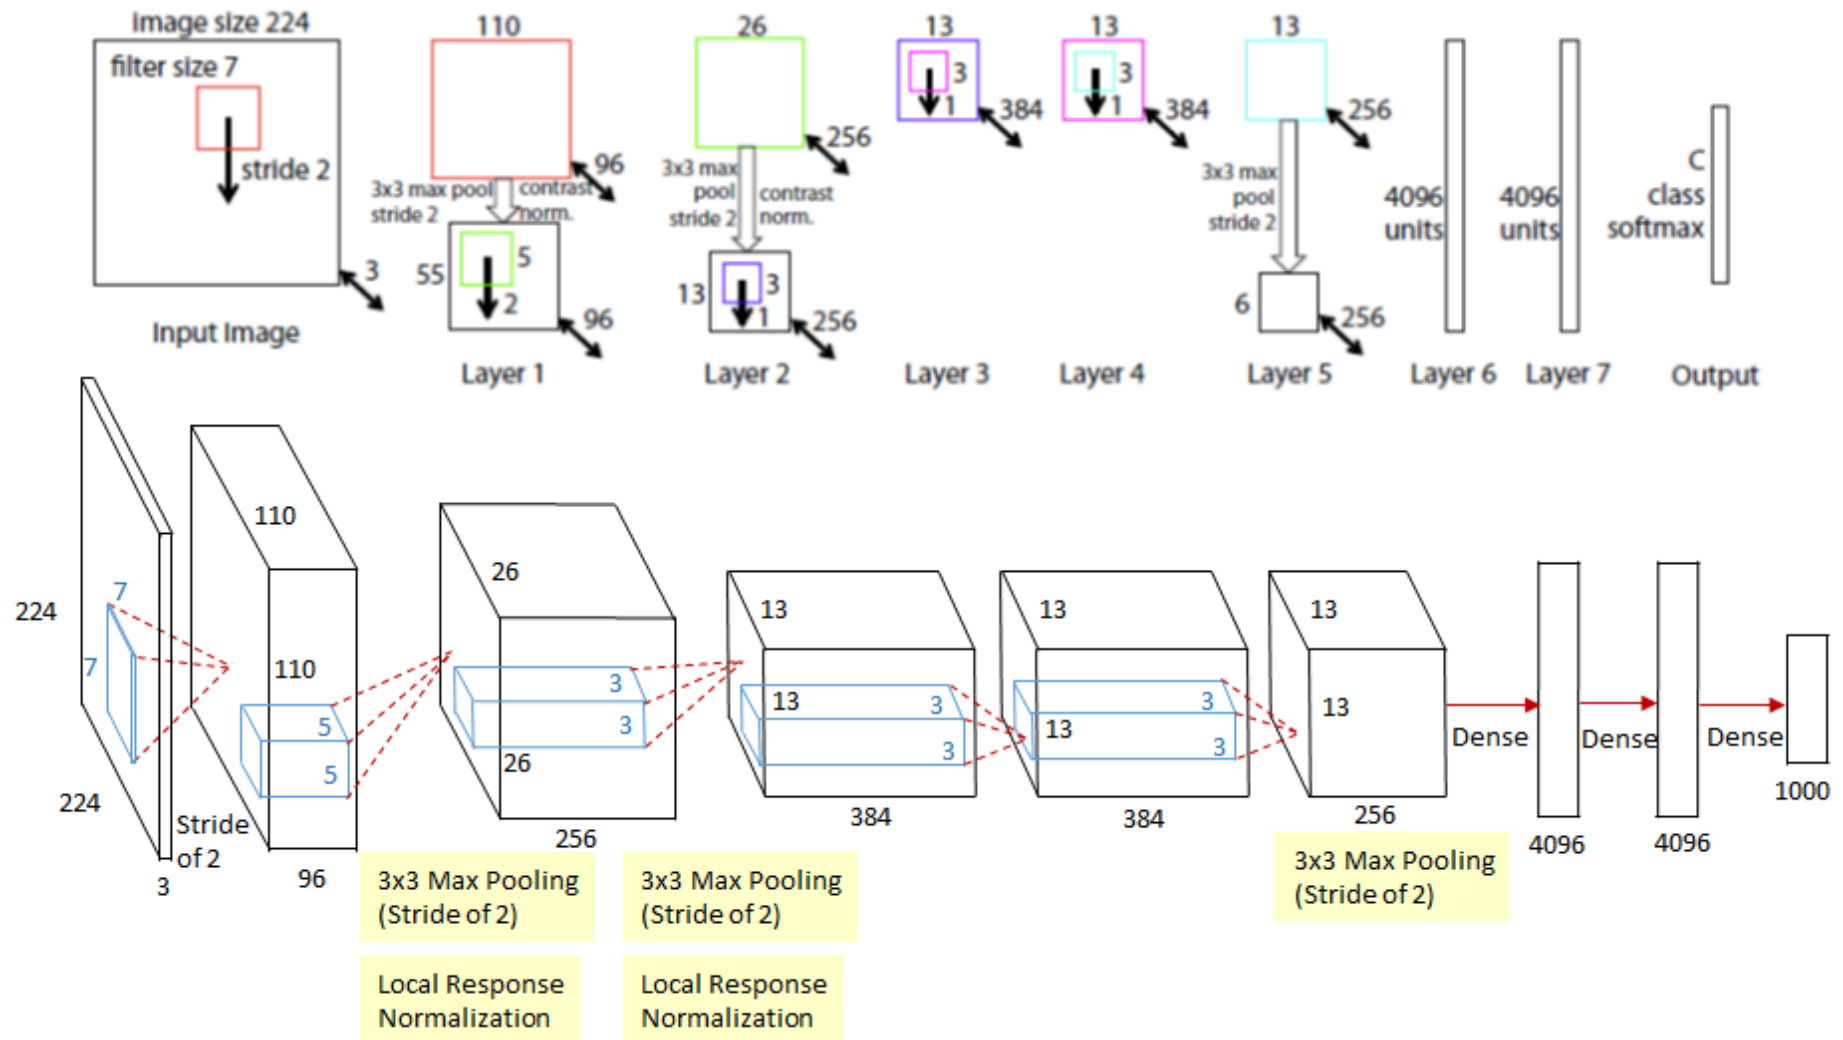 image size 224
filter size 7
stride 2
3
Input Image
110
96
3x3 max pool
stride 2
contrast
norm.
55
5
2
96
Layer 1
26
256
3x3 max
pool
stride 2
contrast
norm.
13
3
1
256
Layer 2
13
3
1
384
Layer 3
13
3
1
384
Layer 4
13
256
3x3 max
pool
stride 2
6
256
Layer 5
4096
units
Layer 6
4096
units
Layer 7
C
class
softmax
Output
224
7
7
224
3
Stride
of 2
110
110
5
5
96
3x3 Max Pooling
(Stride of 2)
Local Response
Normalization
26
3
3
26
256
3x3 Max Pooling
(Stride of 2)
Local Response
Normalization
13
13
3
3
384
13
13
3
3
384
13
13
256
3x3 Max Pooling
(Stride of 2)
Dense
4096
Dense
4096
Dense
1000